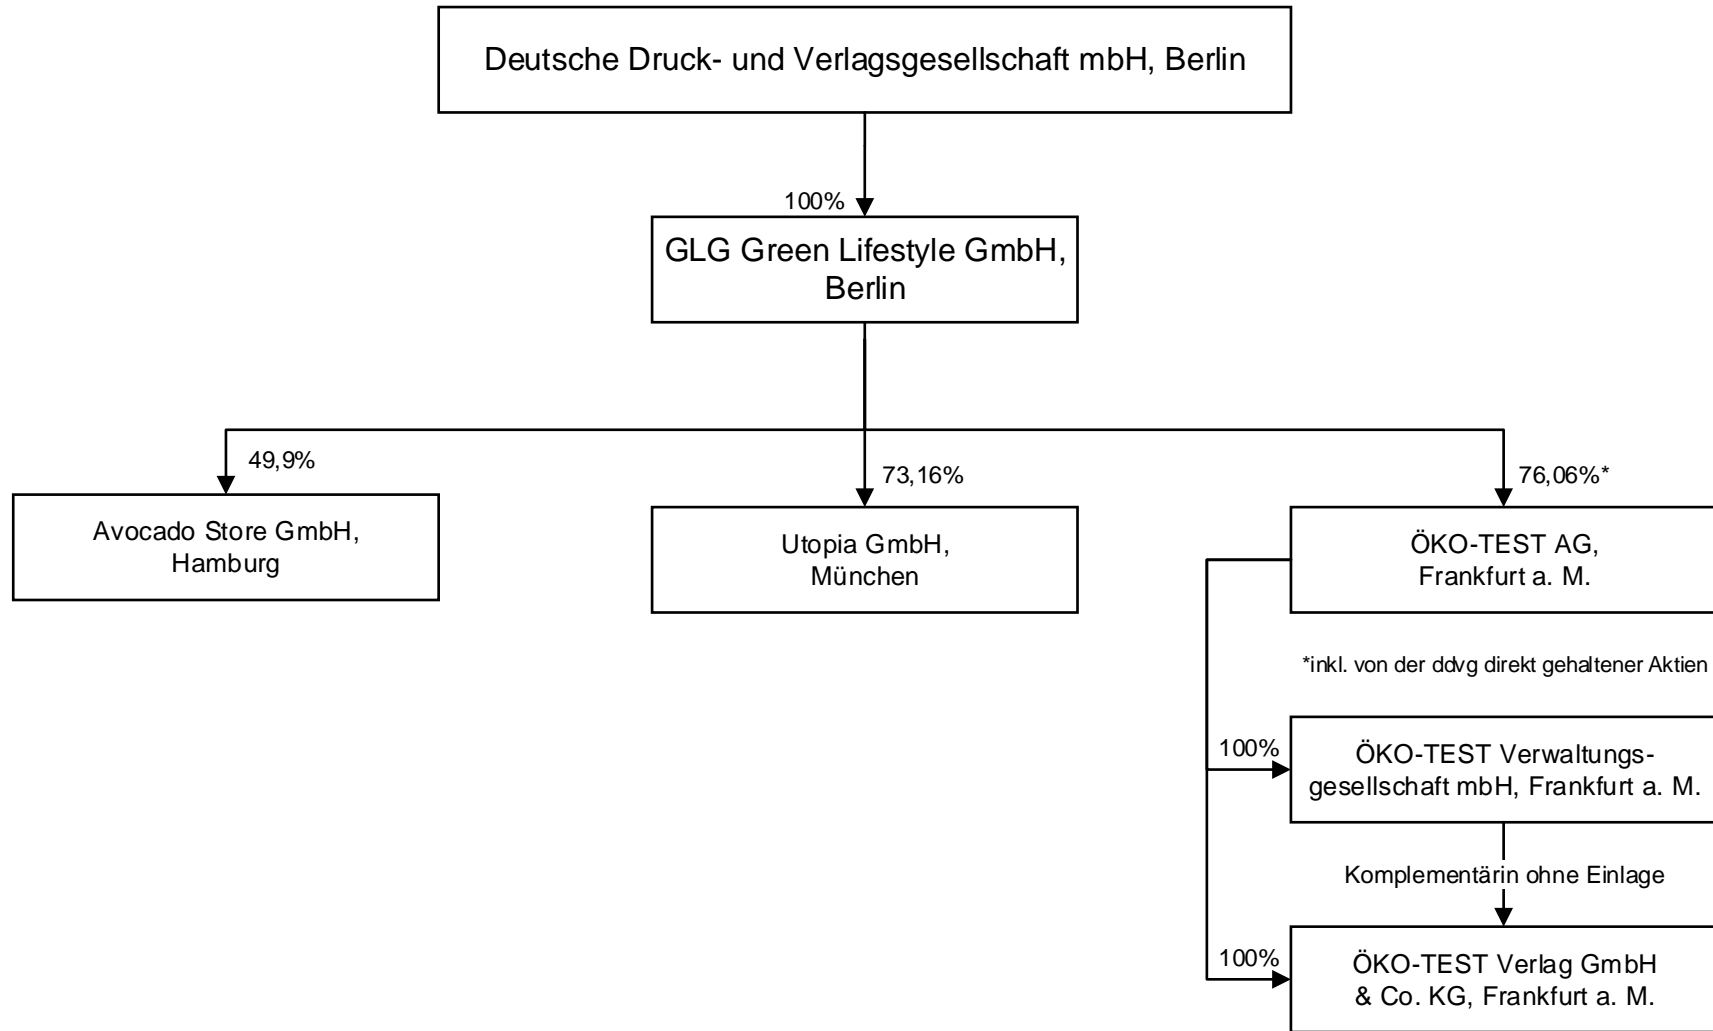 Deutsche Druck- und Verlagsgesellschaft mbH, Berlin
100%
GLG Green Lifestyle GmbH,
Berlin
49,9%
73,16%
76,06%*
Avocado Store GmbH,
Hamburg
Utopia GmbH,
München
ÖKO-TEST AG,
Frankfurt a. M.
*inkl. von der ddvg direkt gehaltener Aktien
100%
ÖKO-TEST Verwaltungs-
gesellschaft mbH, Frankfurt a. M.
Komplementärin ohne Einlage
100%
ÖKO-TEST Verlag GmbH
& Co. KG, Frankfurt a. M.